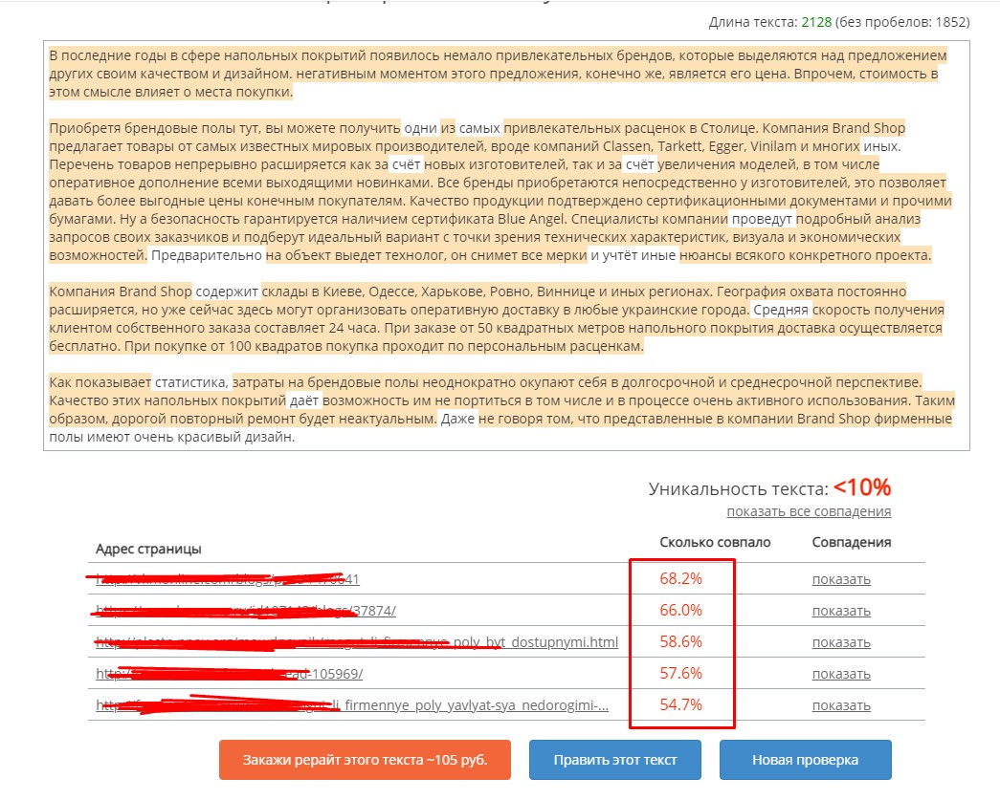 Длина текста: 2128 (без пробелов: 1852)
В последние годы в сфере напольных покрытий появилось немало привлекательных брендов, которые выделяются над предложением
других своим качеством и дизайном. негативным моментом этого предложения, конечно же, является его цена. Впрочем, стоимость в
этом смысле влияет о места покупки.
Приобретя брендовые полы тут, вы можете получить одни из самых привлекательных расценок в Столице. Компания Brand Shop
предлагает товары от самых известных мировых производителей, вроде компаний Classen, Tarkett, Egger, Vinilam и многих иных.
Перечень товаров непрерывно расширяется как за счёт новых изготовителей, так и за счёт увеличения моделей, в том числе
оперативное дополнение всеми выходящими новинками. Все бренды приобретаются непосредственно у изготовителей, это позволяет
давать более выгодные цены конечным покупателям. Качество продукции подтверждено сертификационными документами и прочими
бумагами. Ну а безопасность гарантируется наличием сертификата Blue Angel. Специалисты компании проведут подробный анализ
запросов своих заказчиков и подберут идеальный вариант с точки зрения технических характеристик, визуала и экономических
возможностей. Предварительно на объект выедет технолог, он снимет все мерки и учтёт иные нюансы всякого конкретного проекта.
Компания Brand Shop содержит склады в Киеве, Одессе, Харькове, Ровно, Виннице и иных регионах. География охвата постоянно
расширяется, но уже сейчас здесь могут организовать оперативную доставку в любые украинские города. Средняя скорость получения
клиентом собственного заказа составляет 24 часа. При заказе от 50 квадратных метров напольного покрытия доставка осуществляется
бесплатно. При покупке от 100 квадратов покупка проходит по персональным расценкам.
Как показывает статистика, затраты на брендовые полы неоднократно окупают себя в долгосрочной и среднесрочной перспективе.
Качество этих напольных покрытий даёт возможность им не портиться в том числе и в процессе очень активного использования. Таким
образом, дорогой повторный ремонт будет неактуальным. Даже не говоря том, что представленные в компании Brand Shop фирменные
полы имеют очень красивый дизайн.
Уникальность текста: <10%
показать все совпадения
Адрес страницы Сколько совпало Совпадения
68.2% показать
/37874/ 66.0% показать
_poly_byt_dostupnymi.html 58.6% показать
ead-105969/ 57.6% показать
li_firmennye_poly_yavlyat-sya_nedorogimi-... 54.7% показать
Закажи рерайт этого текста ~105 руб. Править этот текст Новая проверка